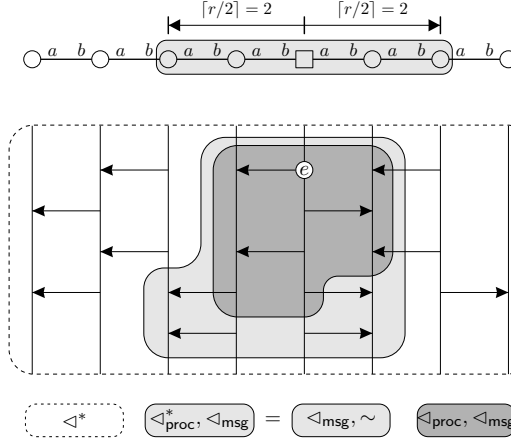 ⌈r/2⌉ = 2 ⌈r/2⌉ = 2
a b a b a b a b a b a b a b
e
◁* ◁*proc, ◁msg = ◁msg, ∼ ◁proc, ◁msg